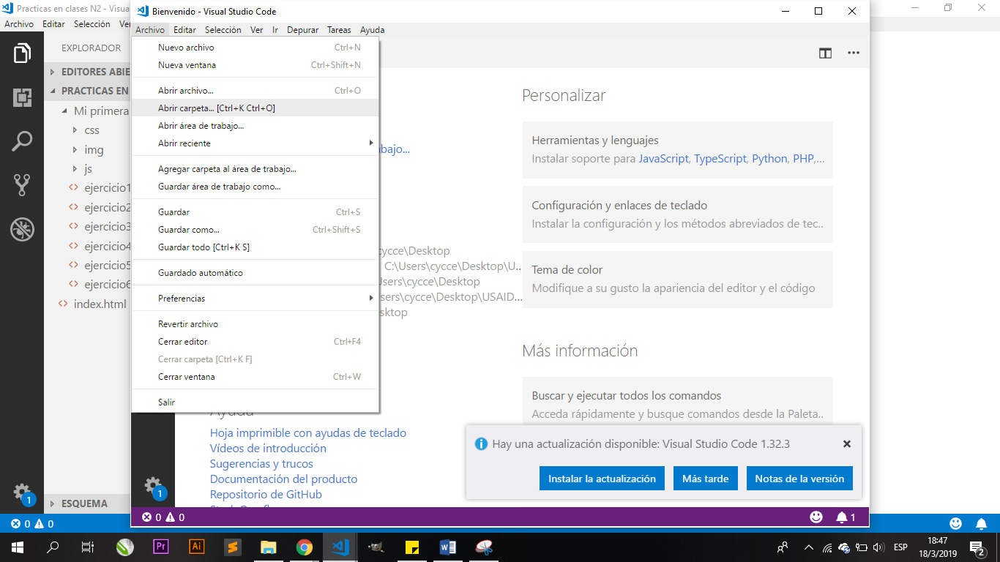 Practicas en clases N2 - Visua
Archivo Editar Selección Ve
EXPLORADOR
EDITORES ABIE
PRACTICAS EN
Mi primera
css
img
js
ejercicio1
ejercicio2
ejercicio3
ejercicio4
ejercicio5
ejercicio6
index.html
ESQUEMA
1
0 0
Bienvenido - Visual Studio Code
Archivo Editar Selección Ver Ir Depurar Tareas Ayuda
Nuevo archivo Ctrl+N
Nueva ventana Ctrl+Shift+N
Abrir archivo... Ctrl+O
Abrir carpeta... [Ctrl+K Ctrl+O]
Abrir área de trabajo...
Abrir reciente
Agregar carpeta al área de trabajo...
Guardar área de trabajo como...
Guardar Ctrl+S
Guardar como... Ctrl+Shift+S
Guardar todo [Ctrl+K S]
Guardado automático
Preferencias
Revertir archivo
Cerrar editor Ctrl+F4
Cerrar carpeta [Ctrl+K F]
Cerrar ventana Ctrl+W
Salir
bajo...
cycce\Desktop
C:\Users\cycce\Desktop\U...
Users\cycce\Desktop
sers\cycce\Desktop\USAID...
sktop
Ayuda
Hoja imprimible con ayudas de teclado
Vídeos de introducción
Sugerencias y trucos
Documentación del producto
Repositorio de GitHub
Personalizar
Herramientas y lenguajes
Instalar soporte para JavaScript, TypeScript, Python, PHP,...
Configuración y enlaces de teclado
Instalar la configuración y los métodos abreviados de tec..
Tema de color
Modifique a su gusto la apariencia del editor y el código
Más información
Buscar y ejecutar todos los comandos
Acceda rápidamente y busque comandos desde la Paleta..
Hay una actualización disponible: Visual Studio Code 1.32.3
Instalar la actualización Más tarde Notas de la versión
1
0 0 1
Pr Ai ESP 18:47
18/3/2019 2